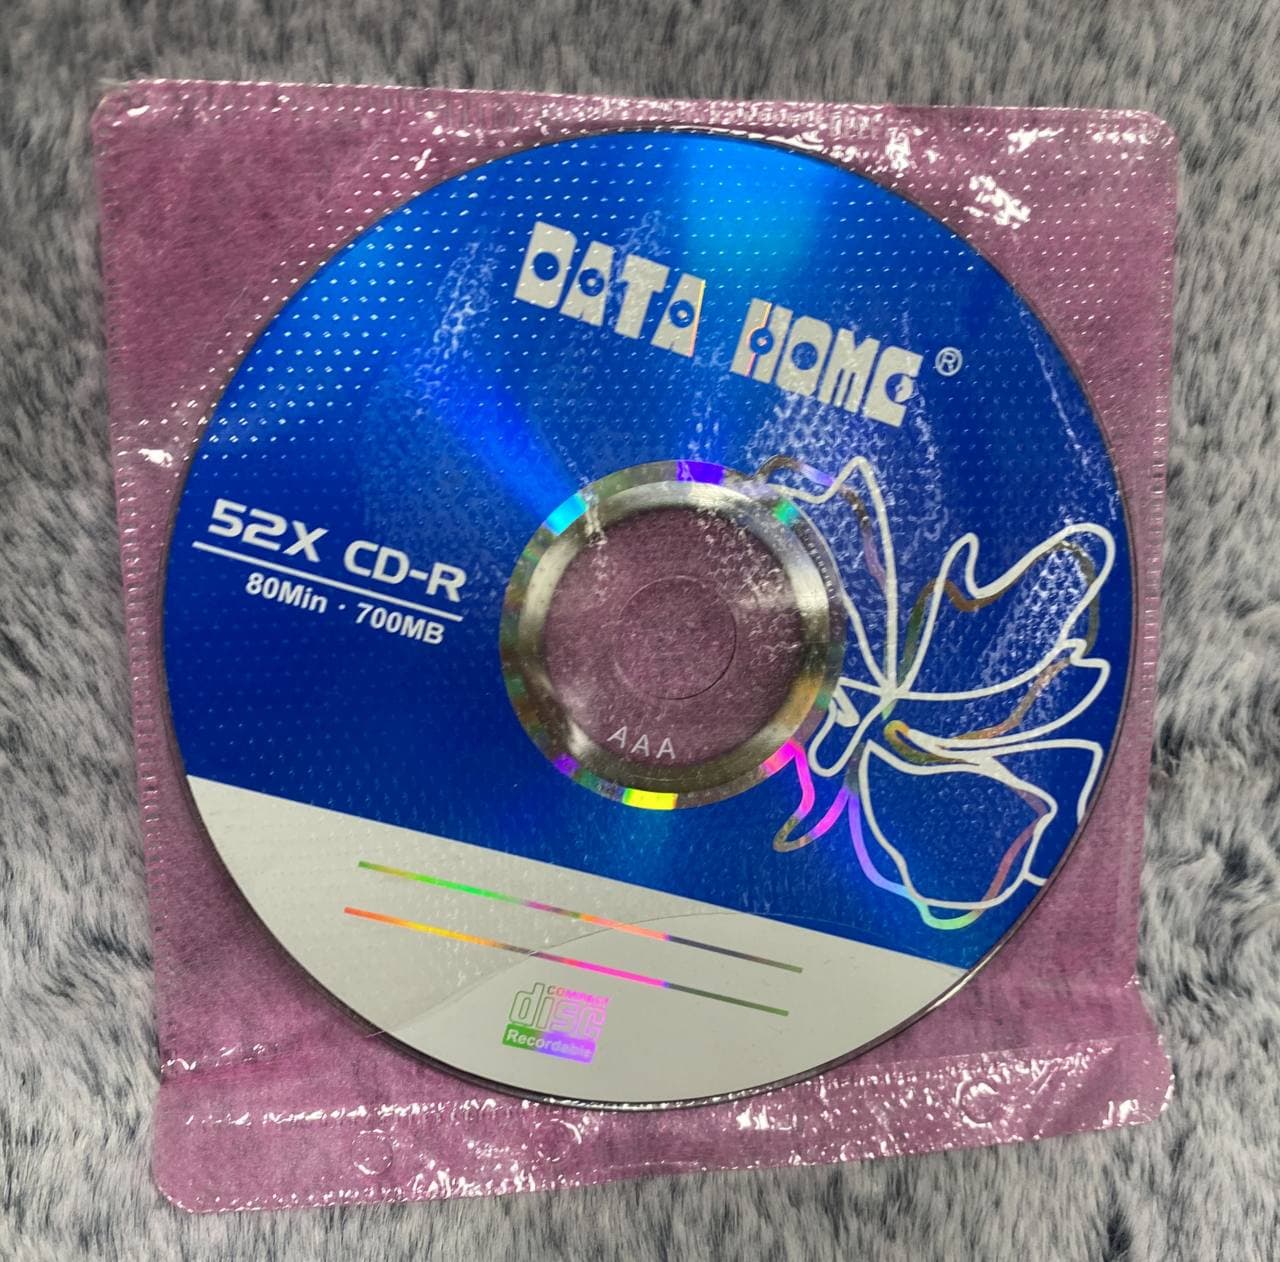 DATA HOME ®
52X CD-R
80Min · 700MB
AAA
COMPACT
disc
Recordable